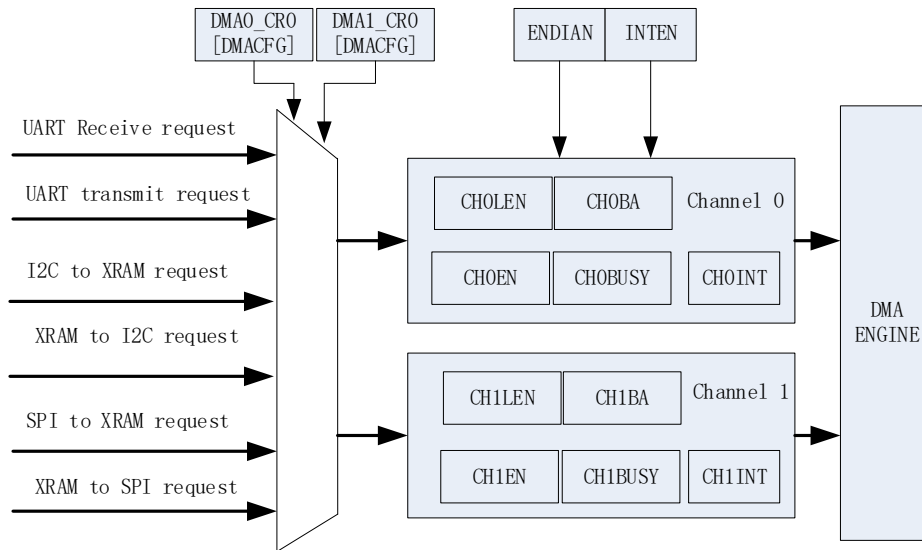 DMA0_CR0
[DMACFG]
DMA1_CR0
[DMACFG]
ENDIAN
INTEN
UART Receive request
UART transmit request
I2C to XRAM request
XRAM to I2C request
SPI to XRAM request
XRAM to SPI request
CH0LEN
CH0BA
Channel 0
CH0EN
CH0BUSY
CH0INT
CH1LEN
CH1BA
Channel 1
CH1EN
CH1BUSY
CH1INT
DMA
ENGINE